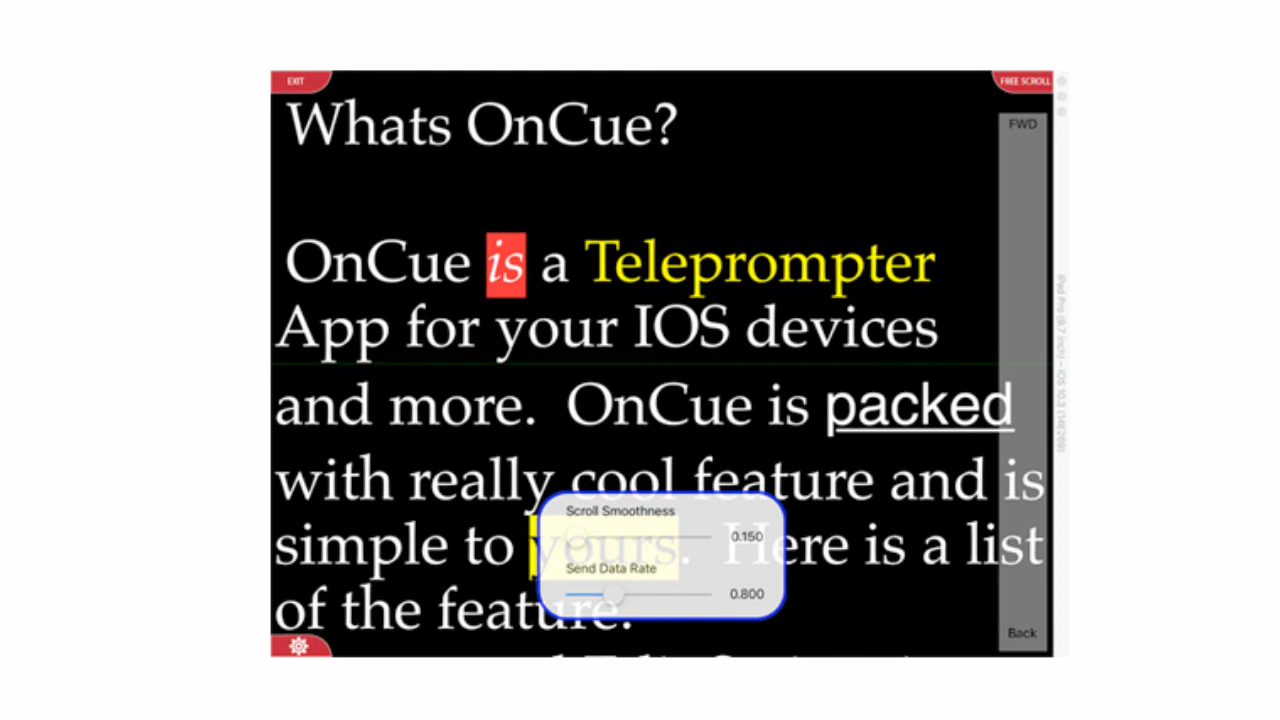 EXIT
FREE SCROLL
Whats OnCue?
FWD
OnCue is a Teleprompter
App for your IOS devices
and more. OnCue is packed
with really cool feature and is
simple to yours. Here is a list
of the feature.
Scroll Smoothness
0.150
Send Data Rate
0.800
Back